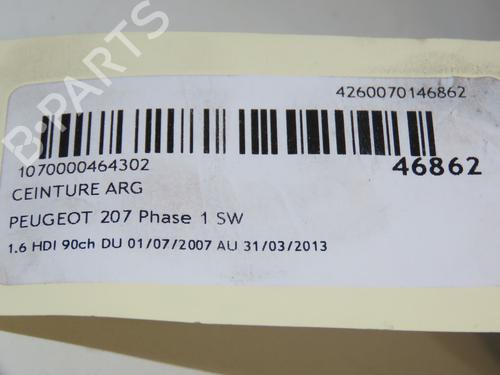 4260070146862
1070000464302
46862
CEINTURE ARG
PEUGEOT 207 Phase 1 SW
1.6 HDI 90ch DU 01/07/2007 AU 31/03/2013
B-PARTS